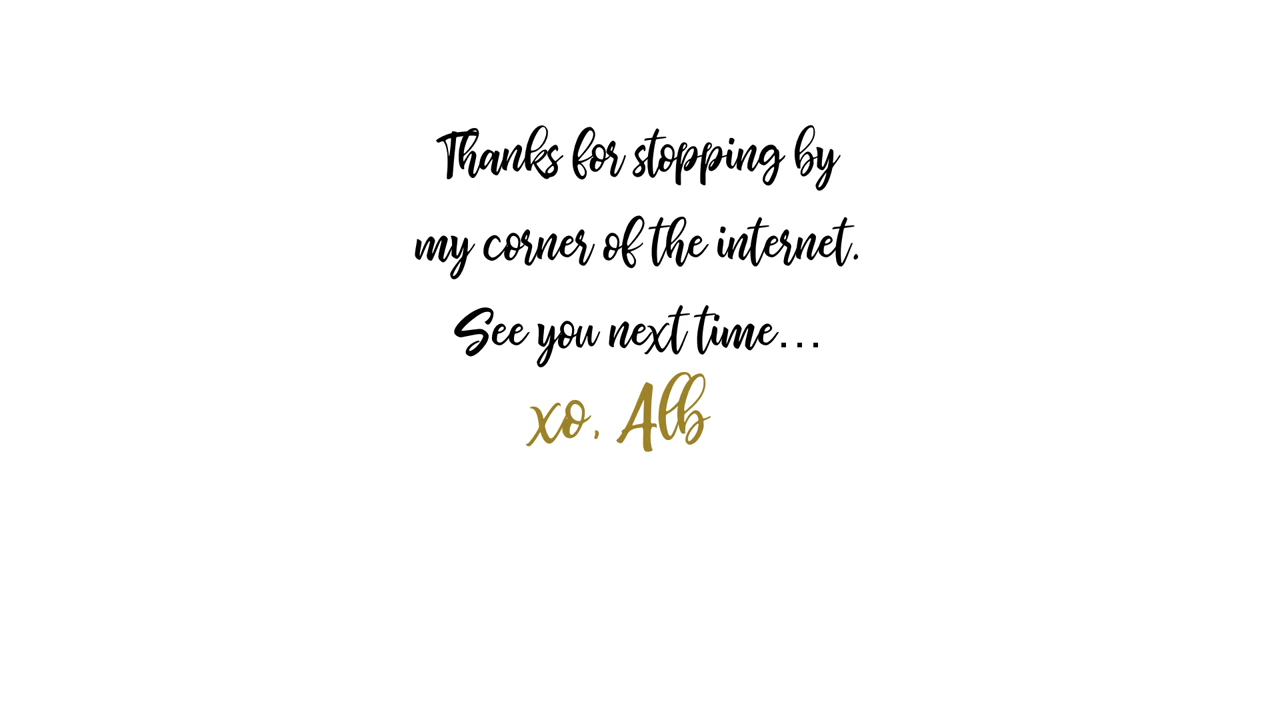 Thanks for stopping by
my corner of the internet.
See you next time...
xo, Alb